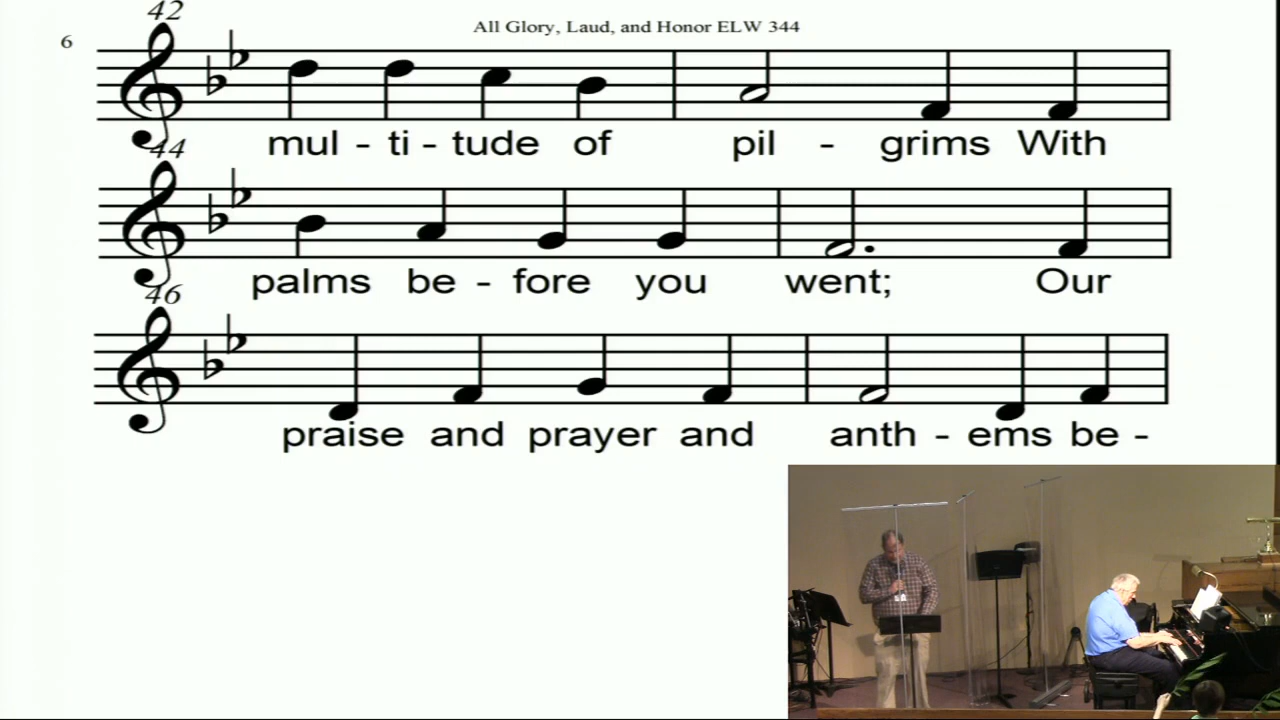 42
All Glory, Laud, and Honor ELW 344
6
mul - ti - tude of pil - grims With
44
palms be - fore you went; Our
46
praise and prayer and anth - ems be -